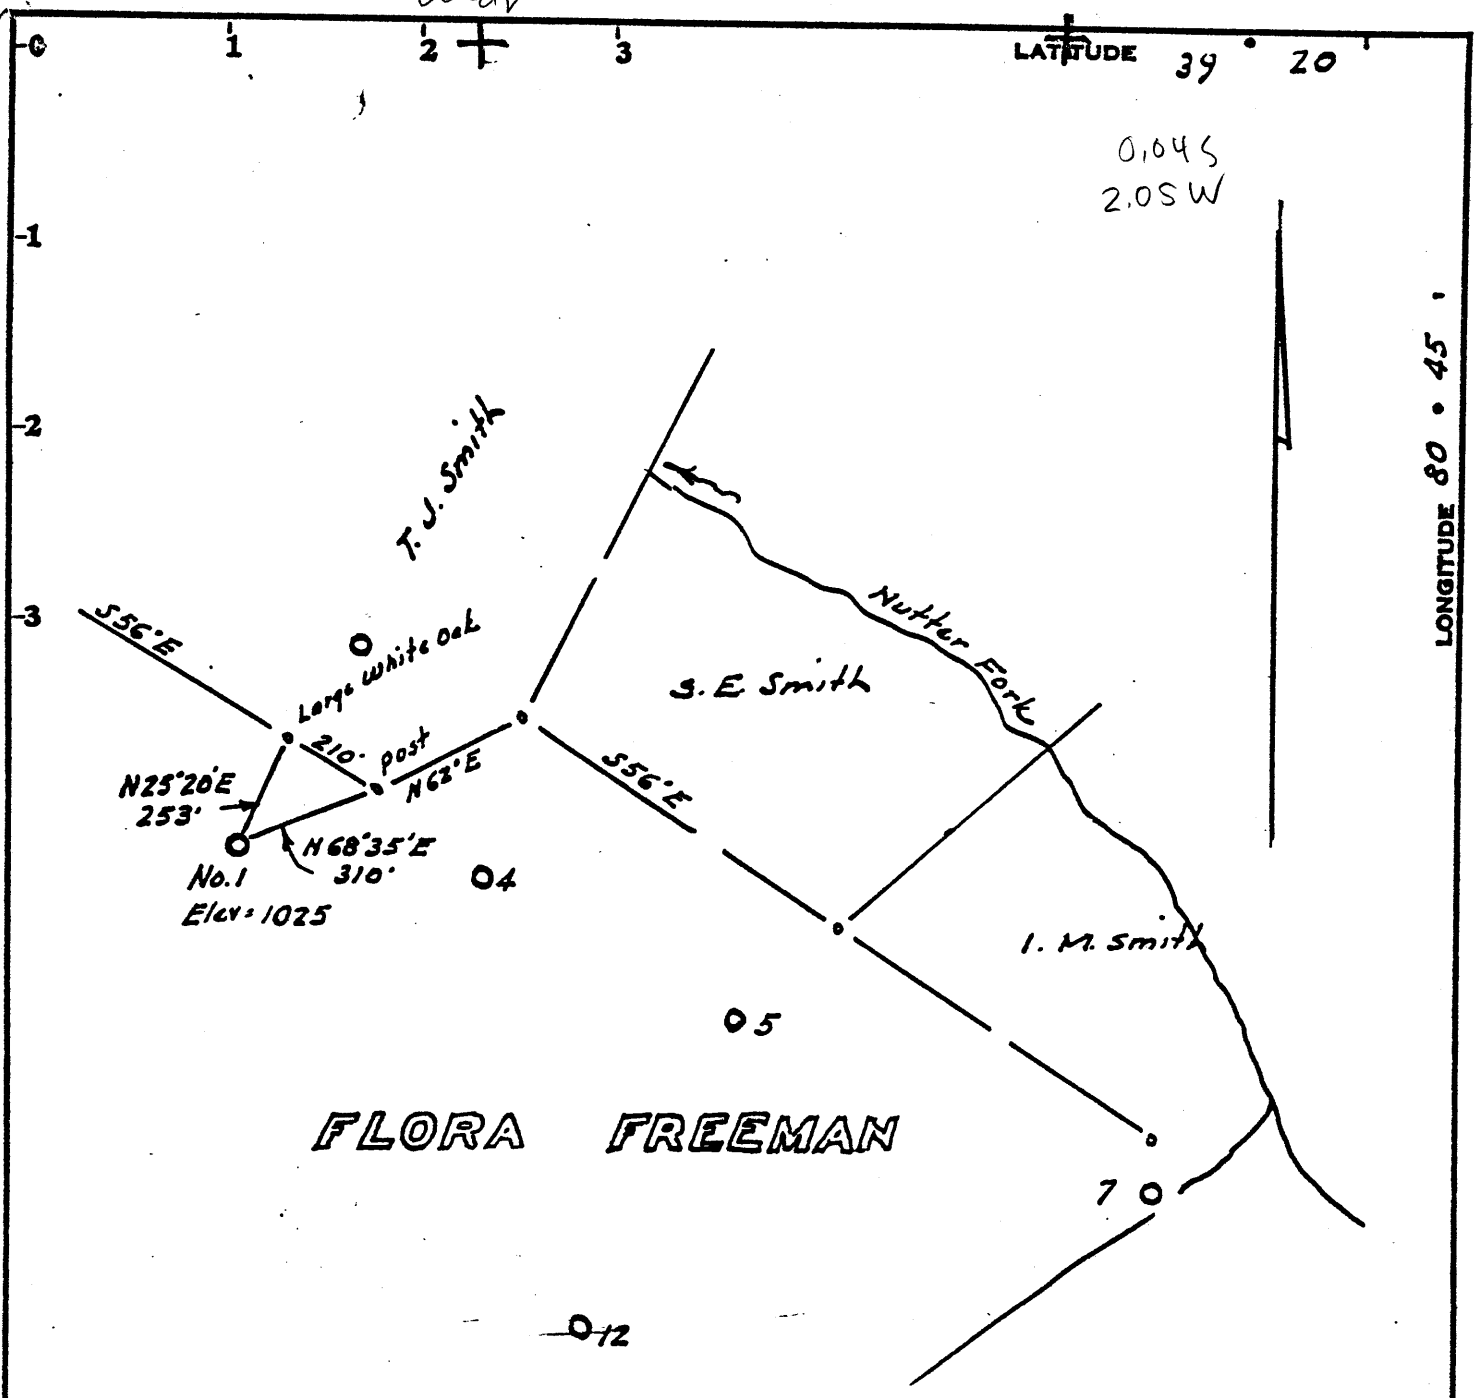 0 1 2 3 LATITUDE 39 • 20
0.04 S
2.05 W
-1
-2
-3
LONGITUDE 80 • 45 '
T. J. Smith
Nutter Fork
S56°E
Large White Oak
S. E. Smith
210'
post
N62°E
S56°E
N25°20'E
253'
N68°35'E
310'
No. 1
Elev = 1025
4
I. M. Smith
5
FLORA FREEMAN
7
12